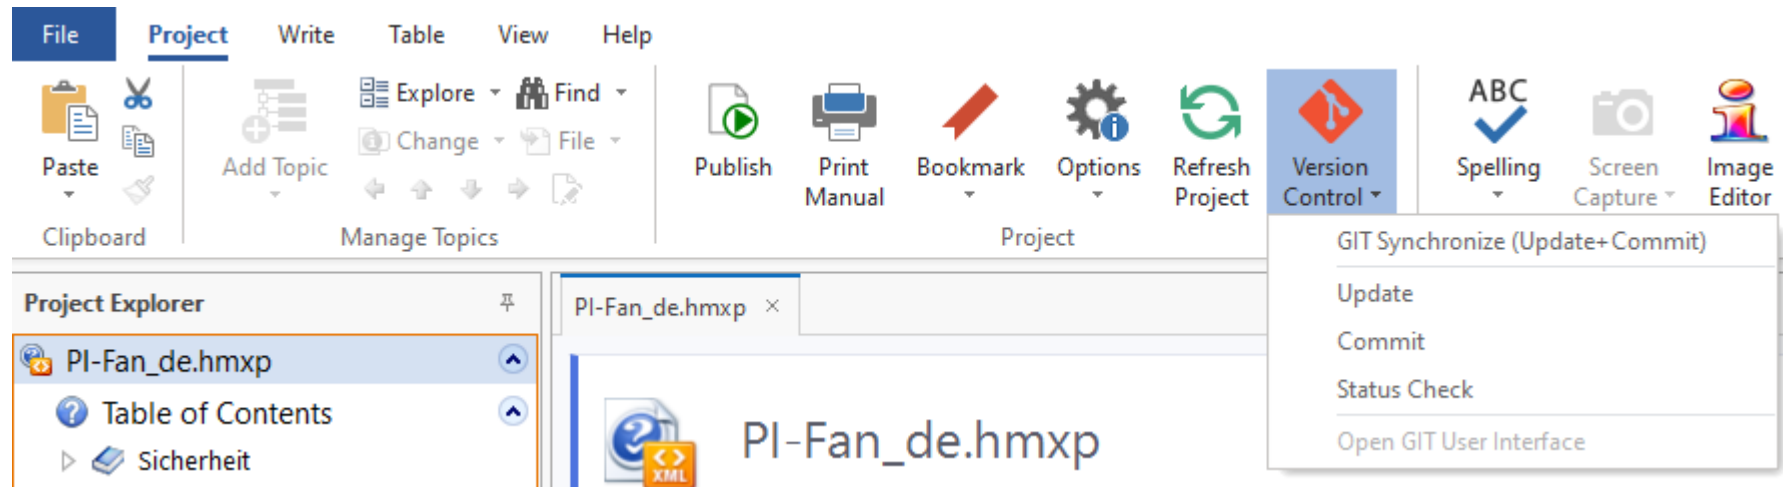 File Project Write Table View Help
Explore Find
ABC
Change File
Paste Add Topic Publish Print Manual Bookmark Options Refresh Project Version Control Spelling Screen Capture Image Editor
Clipboard Manage Topics Project
GIT Synchronize (Update+Commit)
Project Explorer PI-Fan_de.hmxp
Update
Commit
PI-Fan_de.hmxp
Status Check
Table of Contents
PI-Fan_de.hmxp
Open GIT User Interface
Sicherheit
XML